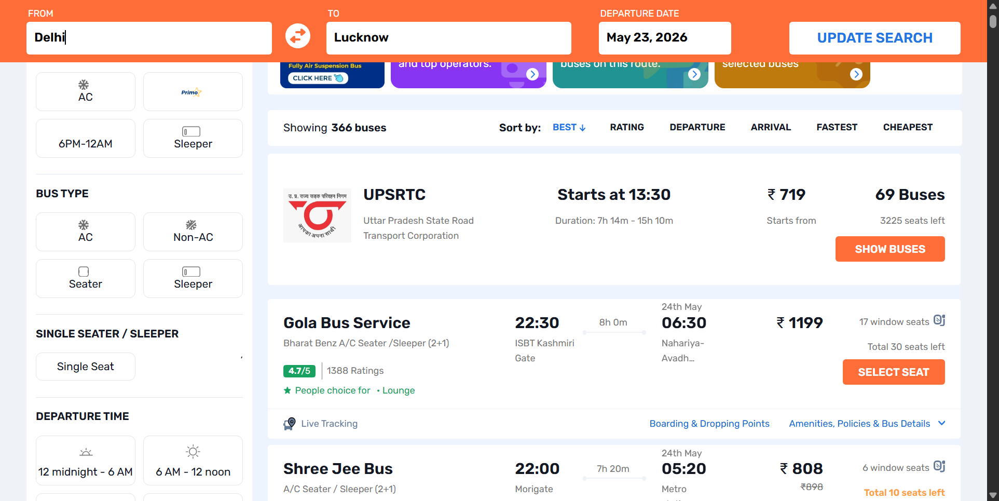 FROM
TO
DEPARTURE DATE
Delhi
Lucknow
May 23, 2026
UPDATE SEARCH
Fully Air Suspension Bus
CLICK HERE
and top operators.
buses on this route.
selected buses
AC
Primo
6PM-12AM
Sleeper
BUS TYPE
AC
Non-AC
Seater
Sleeper
SINGLE SEATER / SLEEPER
Single Seat
,
DEPARTURE TIME
12 midnight - 6 AM
6 AM - 12 noon
Showing 366 buses
Sort by: BEST ↓ RATING DEPARTURE ARRIVAL FASTEST CHEAPEST
उ. प्र. राज्य सड़क परिवहन निगम
आपका अपना साथी
UPSRTC
Uttar Pradesh State Road
Transport Corporation
Starts at 13:30
Duration: 7h 14m - 15h 10m
₹ 719
Starts from
69 Buses
3225 seats left
SHOW BUSES
Gola Bus Service
Bharat Benz A/C Seater /Sleeper (2+1)
4.7/5 1388 Ratings
★ People choice for • Lounge
22:30
ISBT Kashmiri
Gate
8h 0m
24th May
06:30
Nahariya-
Avadh...
₹ 1199
17 window seats
Total 30 seats left
SELECT SEAT
Live Tracking
Boarding & Dropping Points
Amenities, Policies & Bus Details
Shree Jee Bus
A/C Seater / Sleeper (2+1)
22:00
Morigate
7h 20m
24th May
05:20
Metro
₹ 808
₹898
6 window seats
Total 10 seats left